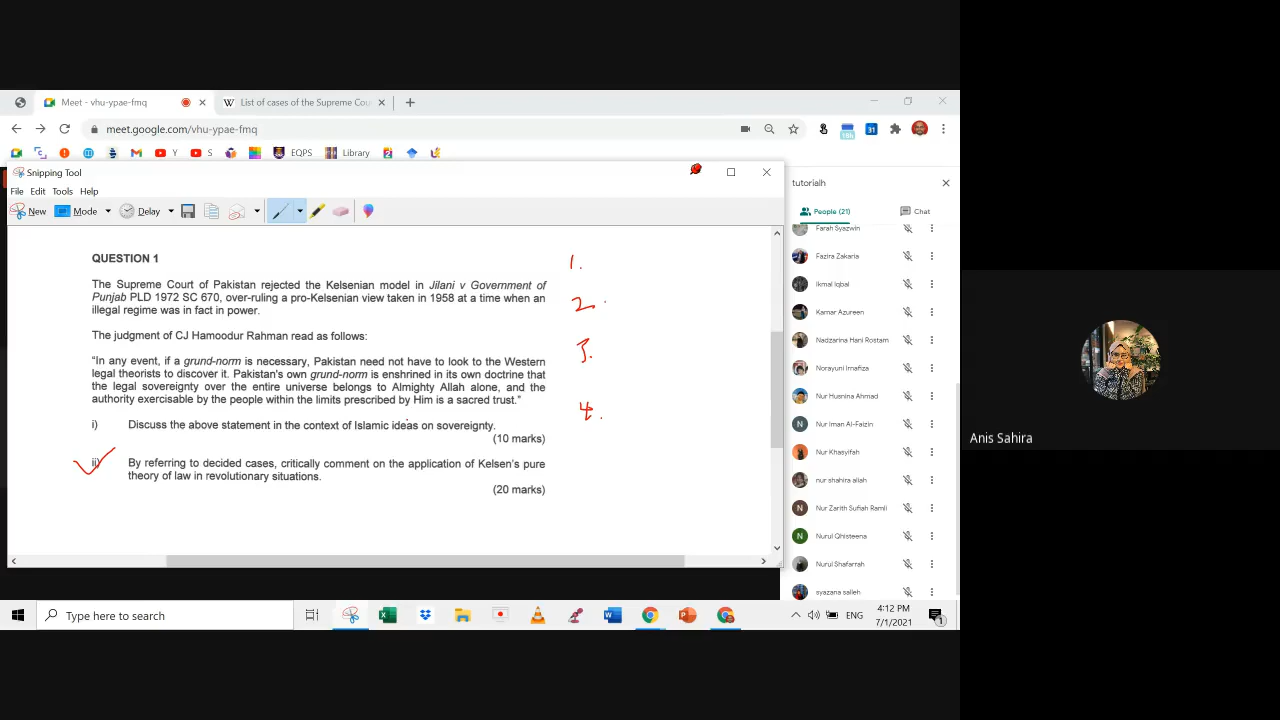 Meet - vhu-ypae-fmq
List of cases of the Supreme Cou
meet.google.com/vhu-ypae-fmq
Y
S
EQPS
Library
Snipping Tool
File Edit Tools Help
New Mode Delay
QUESTION 1
The Supreme Court of Pakistan rejected the Kelsenian model in Jilani v Government of
Punjab PLD 1972 SC 670, over-ruling a pro-Kelsenian view taken in 1958 at a time when an
illegal regime was in fact in power.
The judgment of CJ Hamoodur Rahman read as follows:
“In any event, if a grund-norm is necessary, Pakistan need not have to look to the Western
legal theorists to discover it. Pakistan's own grund-norm is enshrined in its own doctrine that
the legal sovereignty over the entire universe belongs to Almighty Allah alone, and the
authority exercisable by the people within the limits prescribed by Him is a sacred trust.”
i) Discuss the above statement in the context of Islamic ideas on sovereignty.
(10 marks)
ii) By referring to decided cases, critically comment on the application of Kelsen's pure
theory of law in revolutionary situations.
(20 marks)
1.
2.
3.
4.
tutorialh
People (21) Chat
Farah Syazwin
Fazira Zakaria
ikmal Iqbal
Kamar Azureen
Nadzarina Hani Rostam
Norayuni Irnafiza
Nur Husnina Ahmad
N Nur Iman Al-Faizin
Nur Khasyifah
nur shahira aliah
N Nur Zarith Sufiah Ramli
N Nurul Qhisteena
Nurul Shafarrah
syazana salleh
Anis Sahira
Type here to search
ENG
4:12 PM
7/1/2021